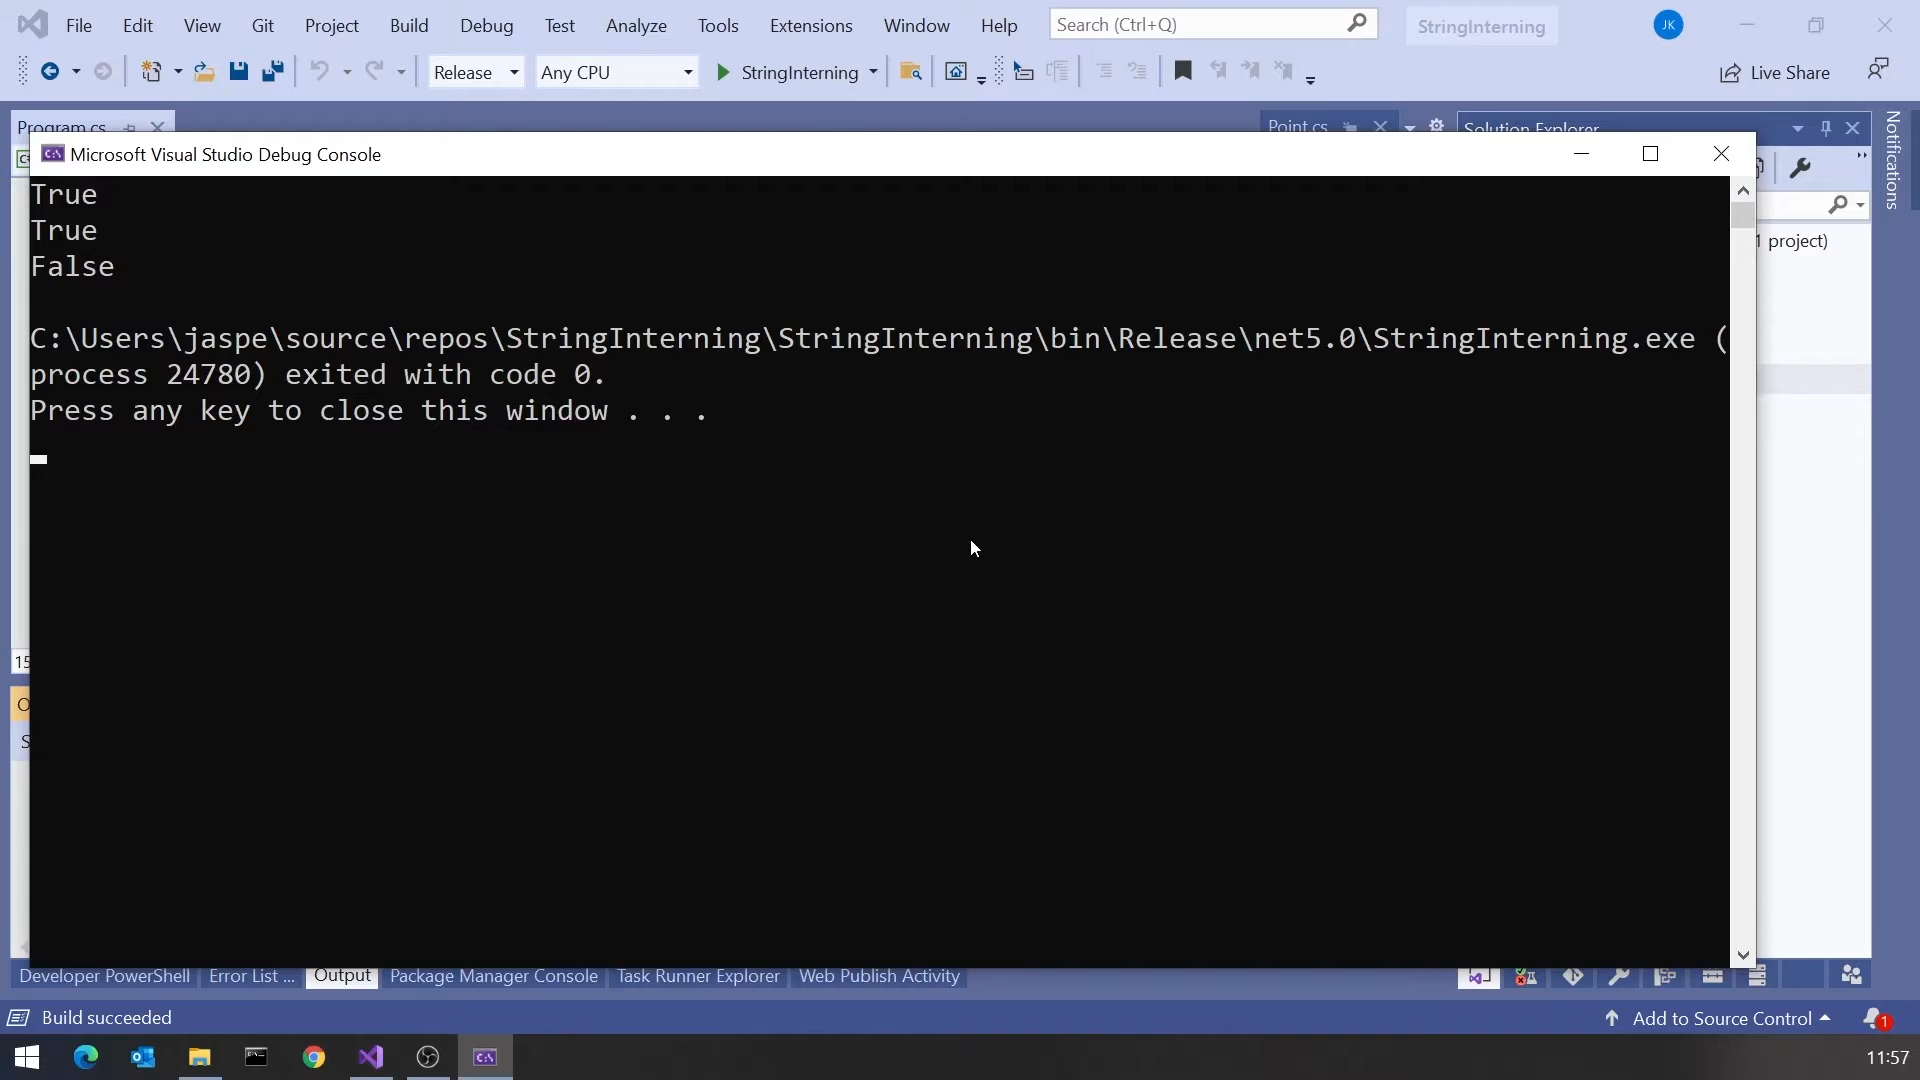 File Edit View Git Project Build Debug Test Analyze Tools Extensions Window Help Search (Ctrl+Q) StringInterning JK
Release Any CPU StringInterning Live Share
Program.cs Point.cs Solution Explorer
Notifications
Microsoft Visual Studio Debug Console
True
True
False
1 project)
C:\Users\jaspe\source\repos\StringInterning\StringInterning\bin\Release\net5.0\StringInterning.exe (
process 24780) exited with code 0.
Press any key to close this window . . .
15
O
S
Developer PowerShell Error List ... Output Package Manager Console Task Runner Explorer Web Publish Activity
Build succeeded Add to Source Control 1
11:57